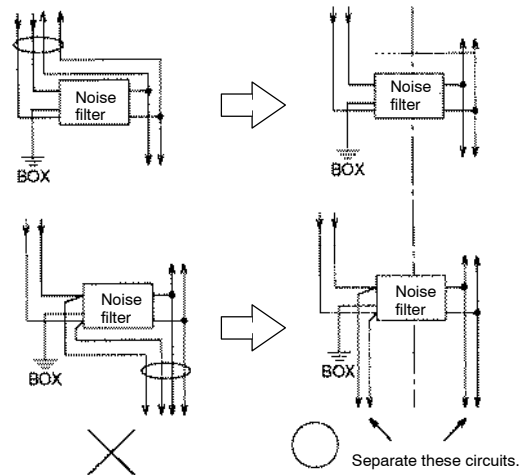 Noise
filter
BOX
Noise
filter
BOX
Noise
filter
BOX
Noise
filter
BOX
Separate these circuits.